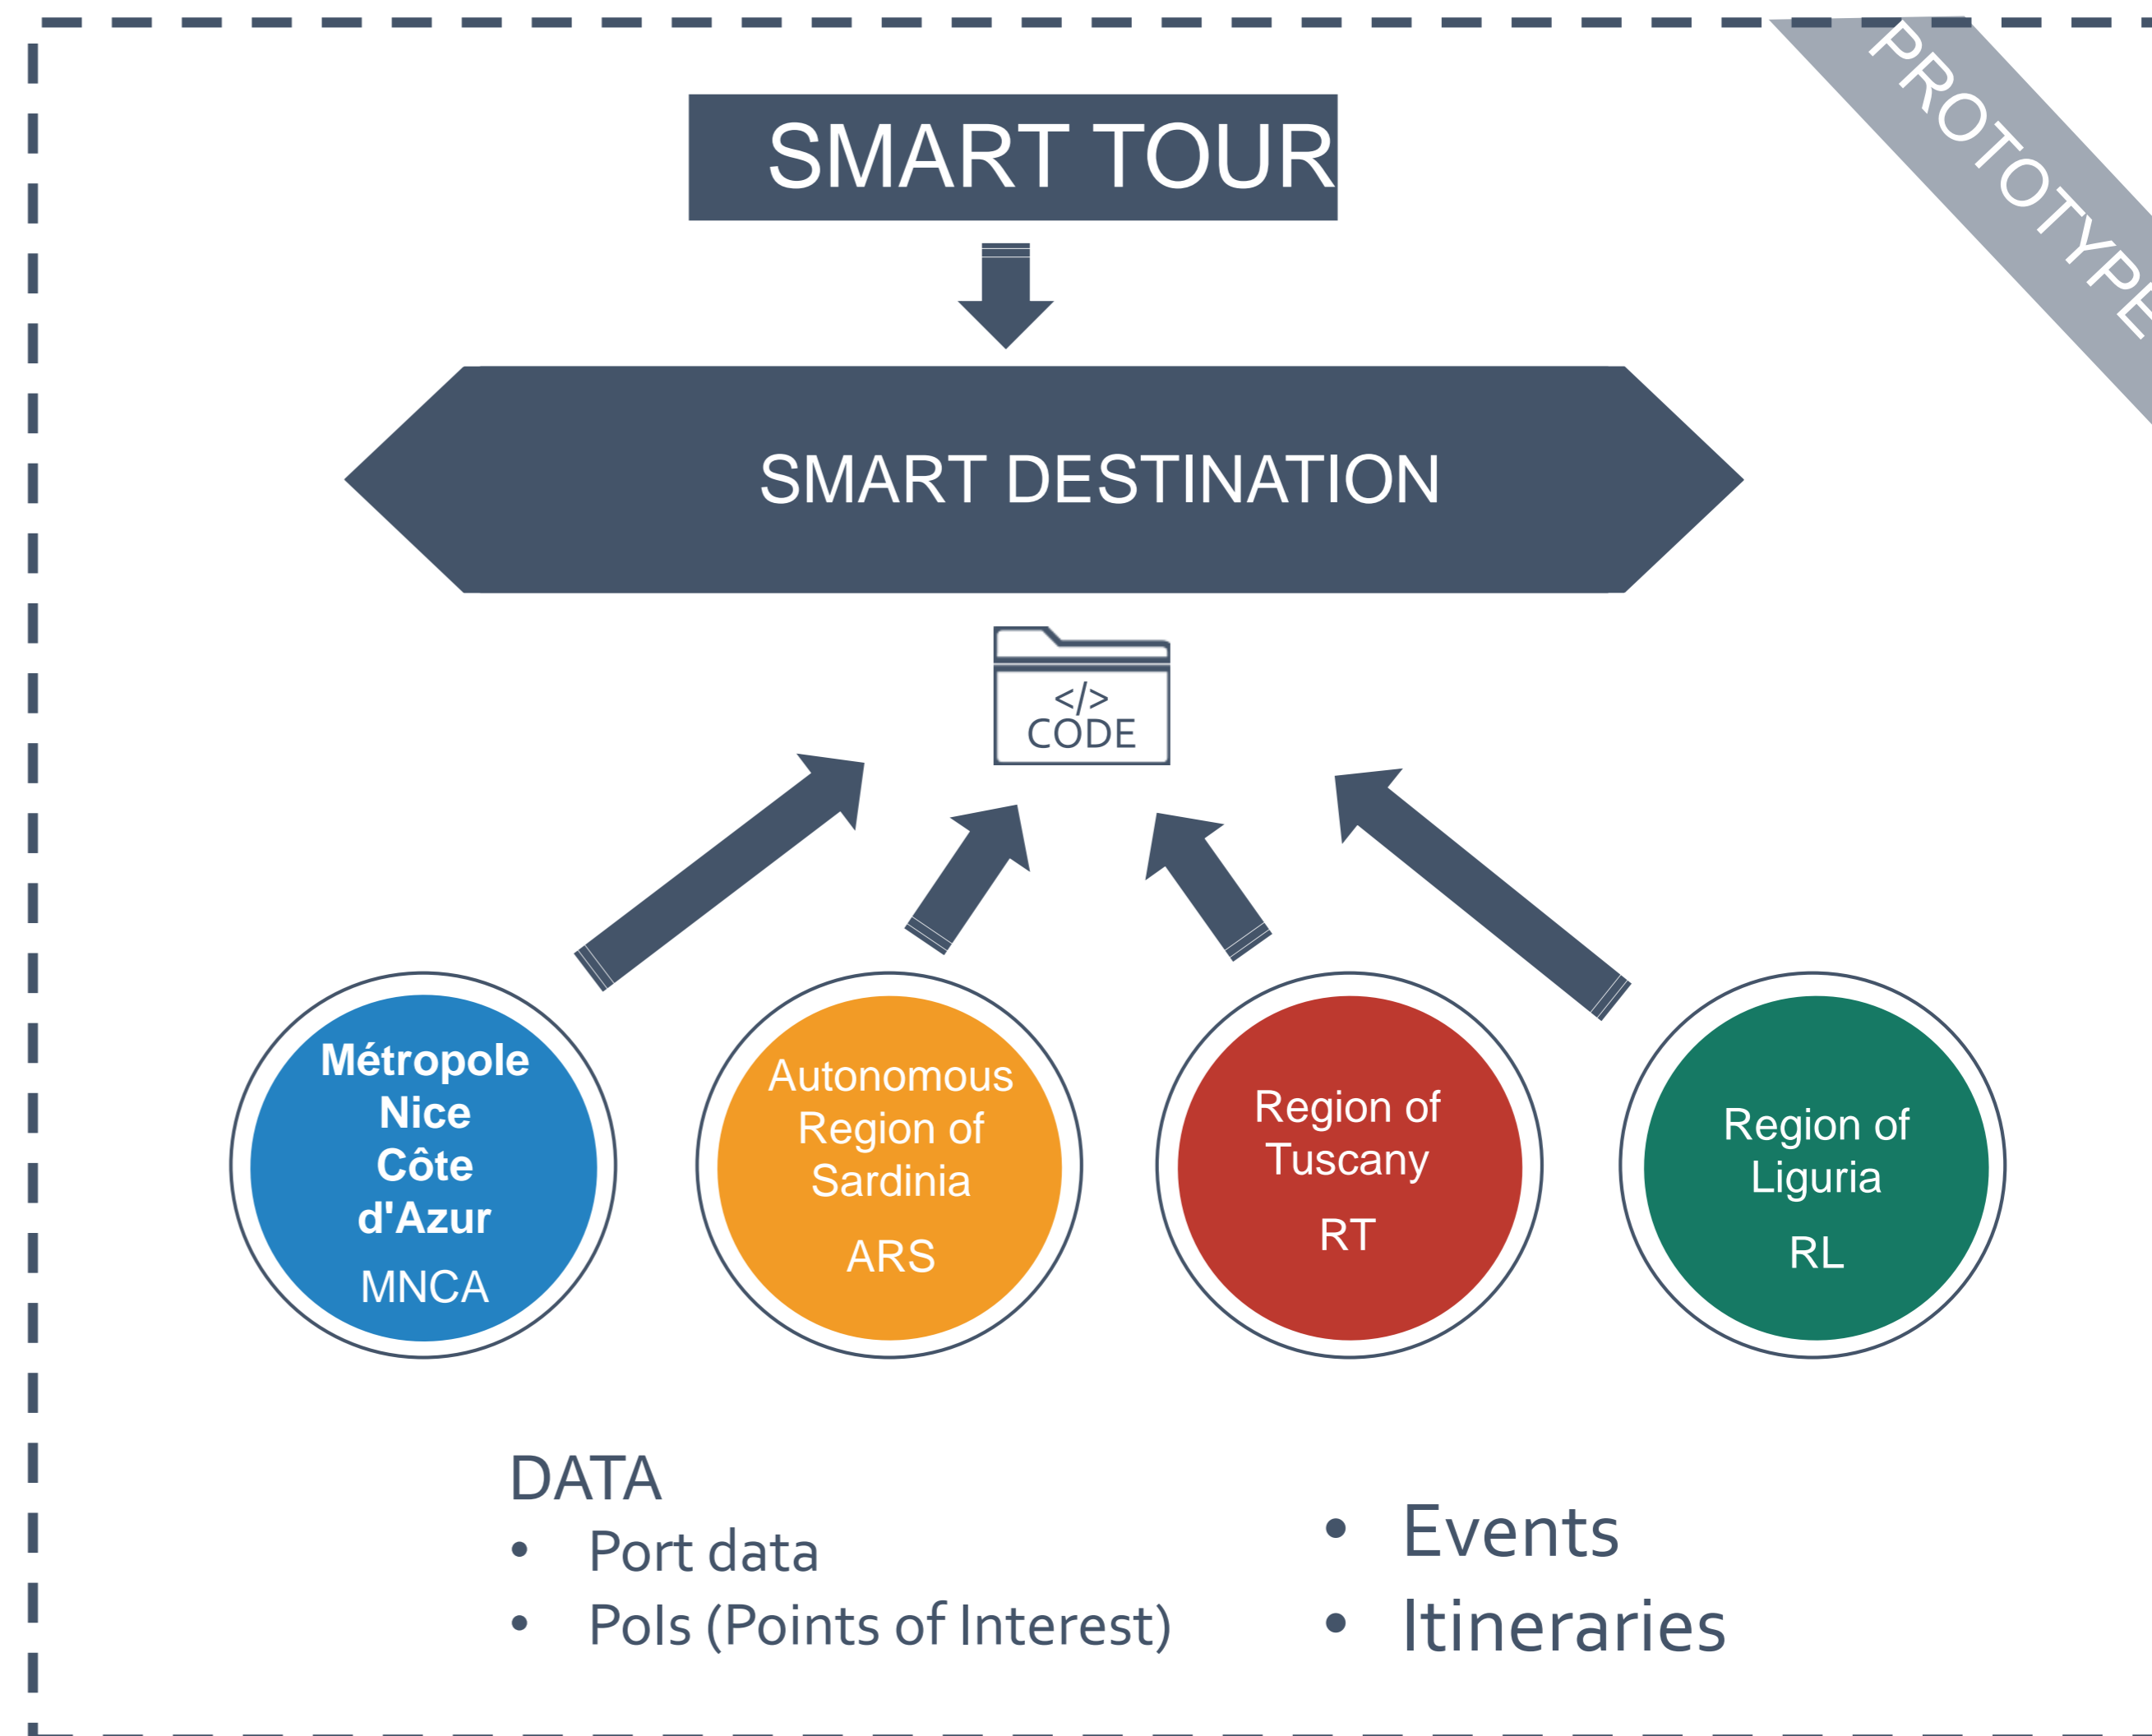 PROTOTYPE
SMART TOUR
SMART DESTINATION
</>
CODE
Métropole
Nice
Côte
d'Azur
MNCA
Autonomous
Region of
Sardinia
ARS
Region of
Tuscany
RT
Region of
Liguria
RL
DATA
• Port data
• PoIs (Points of Interests)
• Events
• Itineraries